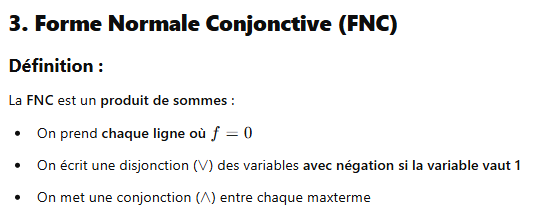 3. Forme Normale Conjonctive (FNC)
Définition :
La FNC est un produit de sommes :
• On prend chaque ligne où f = 0
• On écrit une disjonction (∨) des variables avec négation si la variable vaut 1
• On met une conjonction (∧) entre chaque maxterme